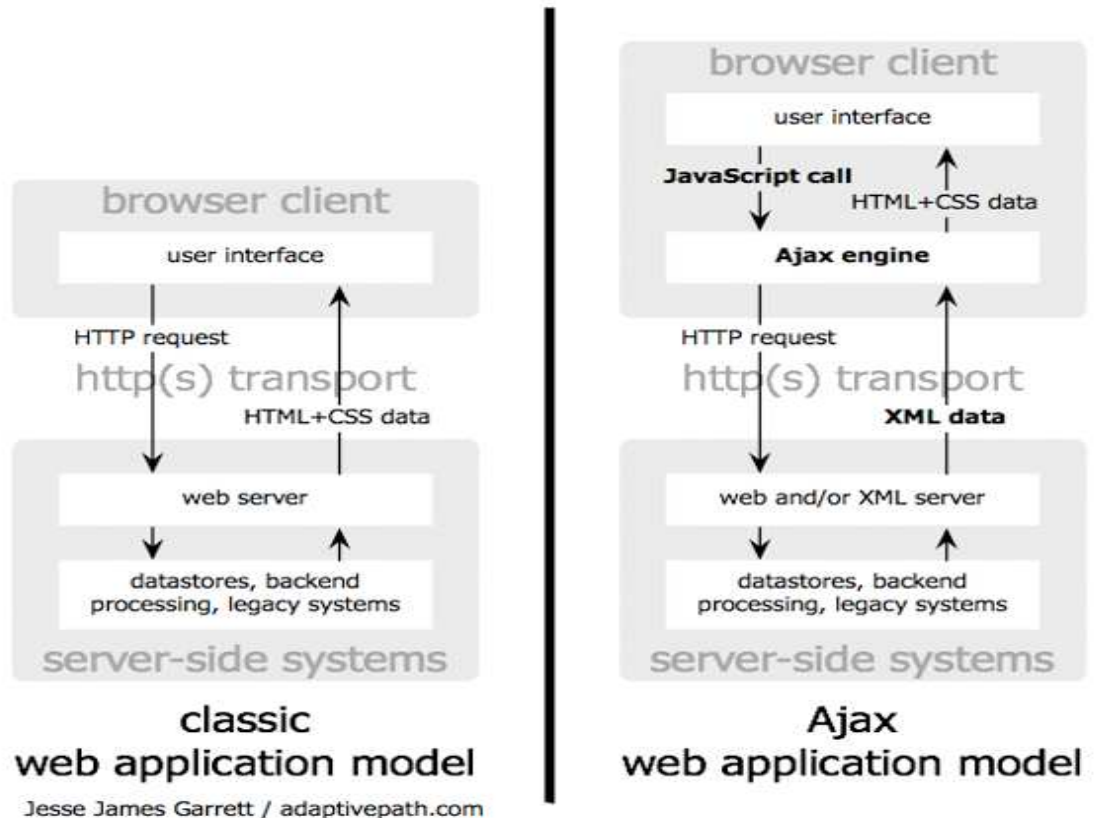 browser client
user interface
HTTP request
http(s) transport
HTML+CSS data
web server
datastores, backend
processing, legacy systems
server-side systems
classic
web application model
Jesse James Garrett / adaptivepath.com
browser client
user interface
JavaScript call
HTML+CSS data
Ajax engine
HTTP request
http(s) transport
XML data
web and/or XML server
datastores, backend
processing, legacy systems
server-side systems
Ajax
web application model